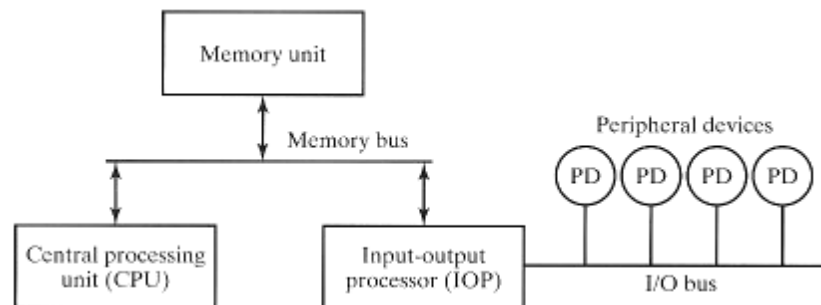 Memory unit
Memory bus
Peripheral devices
PD PD PD PD
Central processing
unit (CPU)
Input-output
processor (IOP)
I/O bus